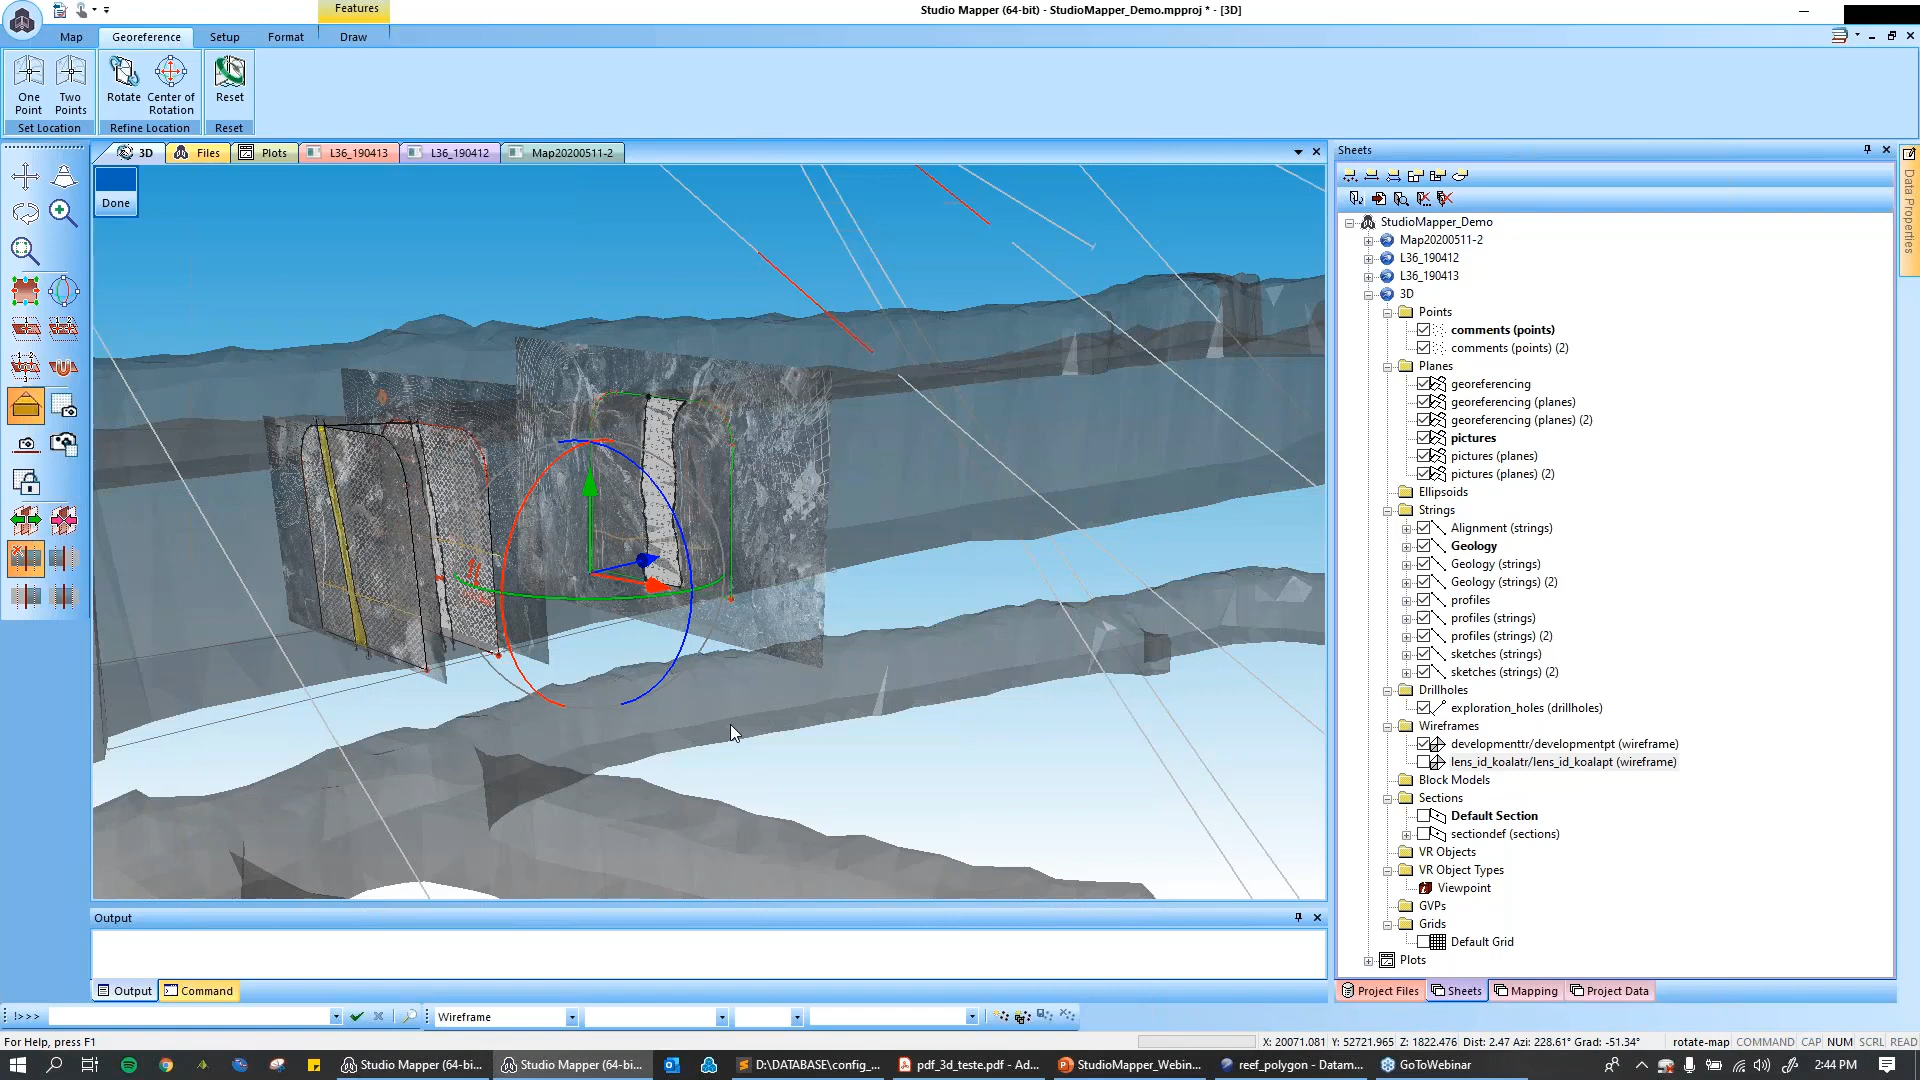 Features
Studio Mapper (64-bit) - StudioMapper_Demo.mpproj * - [3D]
Map
Georeference
Setup
Format
Draw
One Point
Two Points
Rotate
Center of Rotation
Reset
Set Location
Refine Location
Reset
3D
Files
Plots
L36_190413
L36_190412
Map20200511-2
Done
Sheets
Data Properties
StudioMapper_Demo
Map20200511-2
L36_190412
L36_190413
3D
Points
comments (points)
comments (points) (2)
Planes
georeferencing
georeferencing (planes)
georeferencing (planes) (2)
pictures
pictures (planes)
pictures (planes) (2)
Ellipsoids
Strings
Alignment (strings)
Geology
Geology (strings)
Geology (strings) (2)
profiles
profiles (strings)
profiles (strings) (2)
sketches (strings)
sketches (strings) (2)
Drillholes
exploration_holes (drillholes)
Wireframes
developmenttr/developmentpt (wireframe)
lens_id_koalatr/lens_id_koalapt (wireframe)
Block Models
Sections
Default Section
sectiondef (sections)
VR Objects
VR Object Types
Viewpoint
GVPs
Grids
Default Grid
Plots
Project Files
Sheets
Mapping
Project Data
Output
Output
Command
!>>>
Wireframe
For Help, press F1
X: 20071.081 Y: 52721.965 Z: 1822.476 Dist: 2.47 Azi: 228.61° Grad: -51.34°
rotate-map
COMMAND
CAP
NUM
SCRL
READ
Studio Mapper (64-bi...
Studio Mapper (64-bi...
D:\DATABASE\config_...
pdf_3d_teste.pdf - Ad...
StudioMapper_Webin...
reef_polygon - Datam...
GoToWebinar
2:44 PM